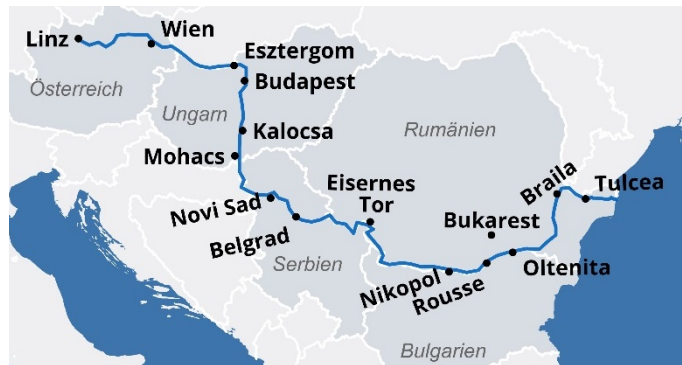 Linz
Wien
Esztergom
Budapest
Österreich
Ungarn
Kalocsa
Rumänien
Mohacs
Eisernes
Tor
Braila
Tulcea
Novi Sad
Belgrad
Bukarest
Serbien
Nikopol
Rousse
Oltenita
Bulgarien